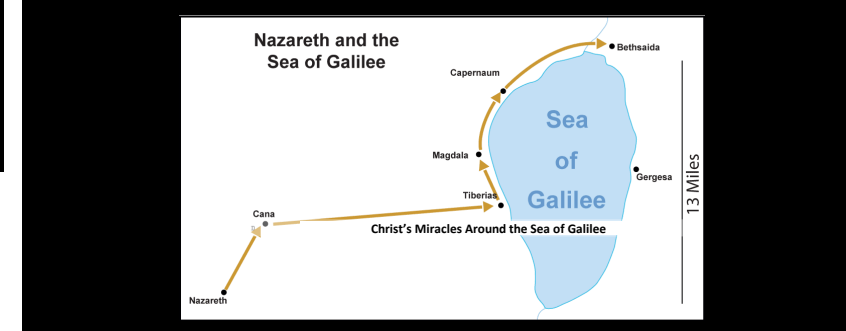 Nazareth and the
Sea of Galilee
Bethsaida
Capernaum
Sea
of
Galilee
Magdala
Gergesa
13 Miles
Tiberias
Cana
Christ's Miracles Around the Sea of Galilee
Nazareth